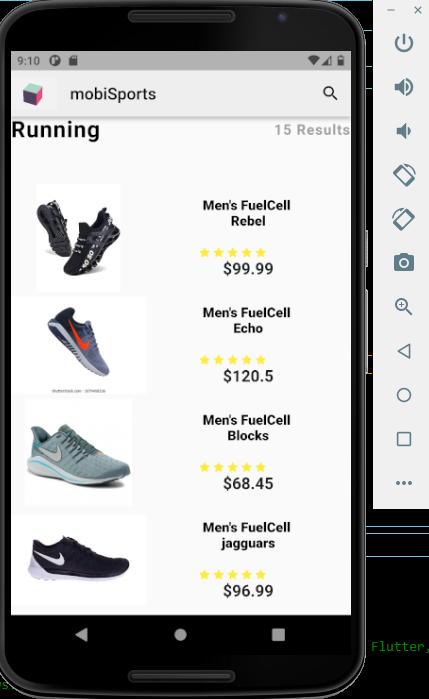 9:10
mobiSports
Running
15 Results
Men's FuelCell
Rebel
$99.99
Men's FuelCell
Echo
$120.5
Men's FuelCell
Blocks
$68.45
Men's FuelCell
jagguars
$96.99
Flutter,